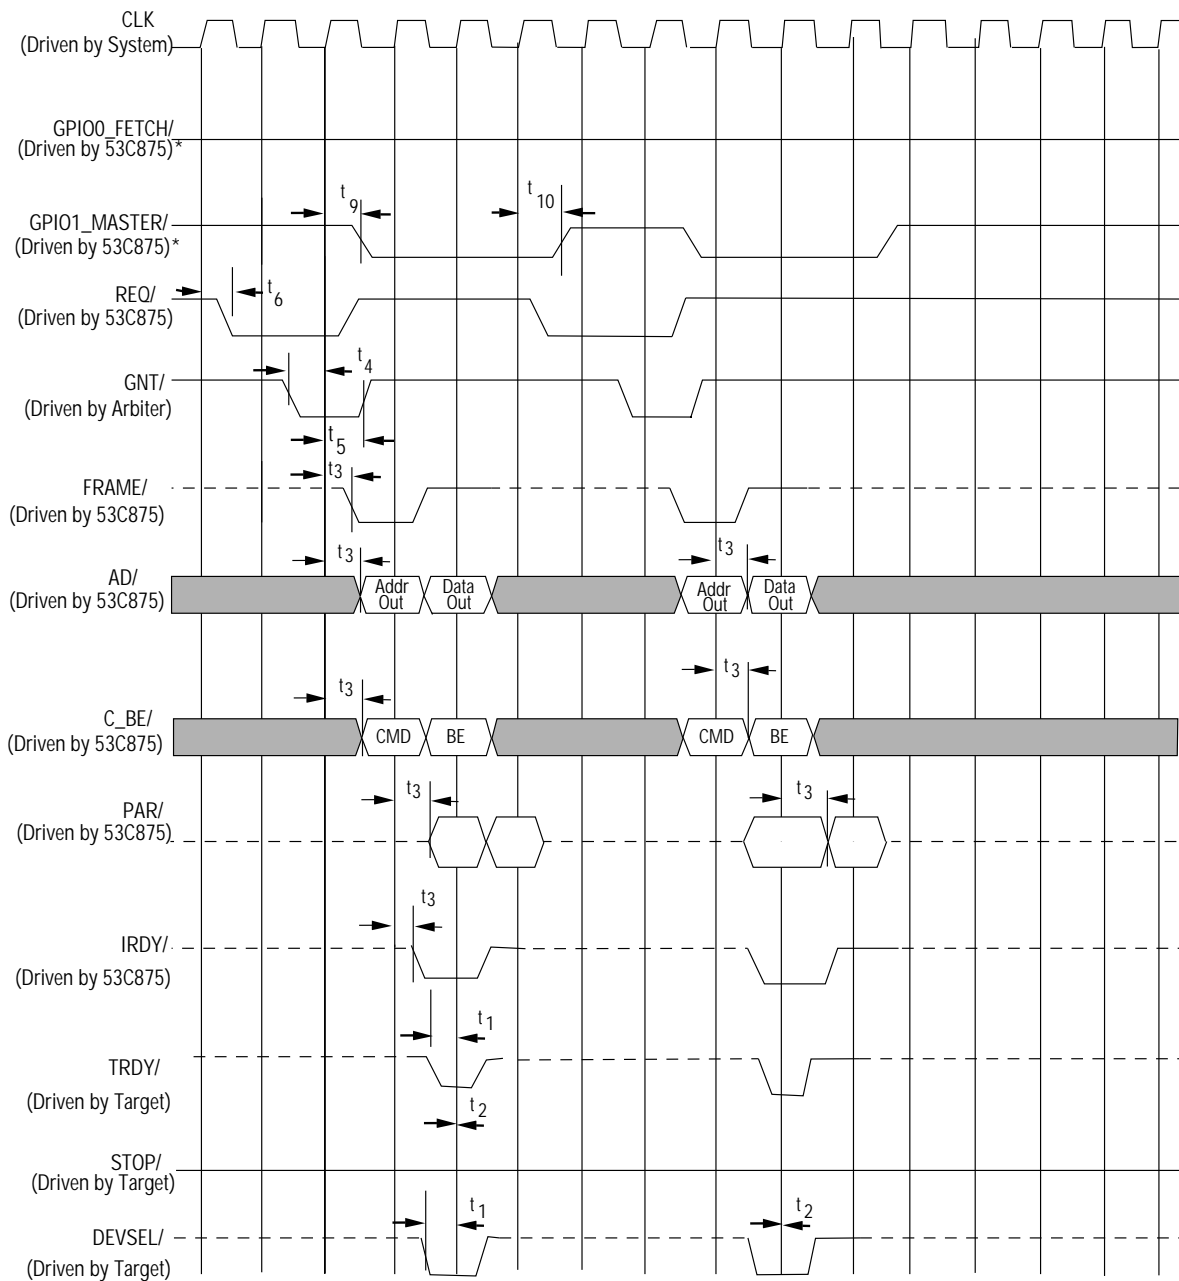 CLK
(Driven by System)
GPIO0_FETCH/
(Driven by 53C875)*
t9
t10
GPIO1_MASTER/
(Driven by 53C875)*
t6
REQ/
(Driven by 53C875)
t4
GNT/
(Driven by Arbiter)
t5
t3
FRAME/
(Driven by 53C875)
t3
t3
AD/
(Driven by 53C875)
Addr Out
Data Out
Addr Out
Data Out
t3
t3
C_BE/
(Driven by 53C875)
CMD
BE
CMD
BE
t3
t3
PAR/
(Driven by 53C875)
t3
IRDY/
(Driven by 53C875)
t1
TRDY/
(Driven by Target)
t2
STOP/
(Driven by Target)
t1
t2
DEVSEL/
(Driven by Target)